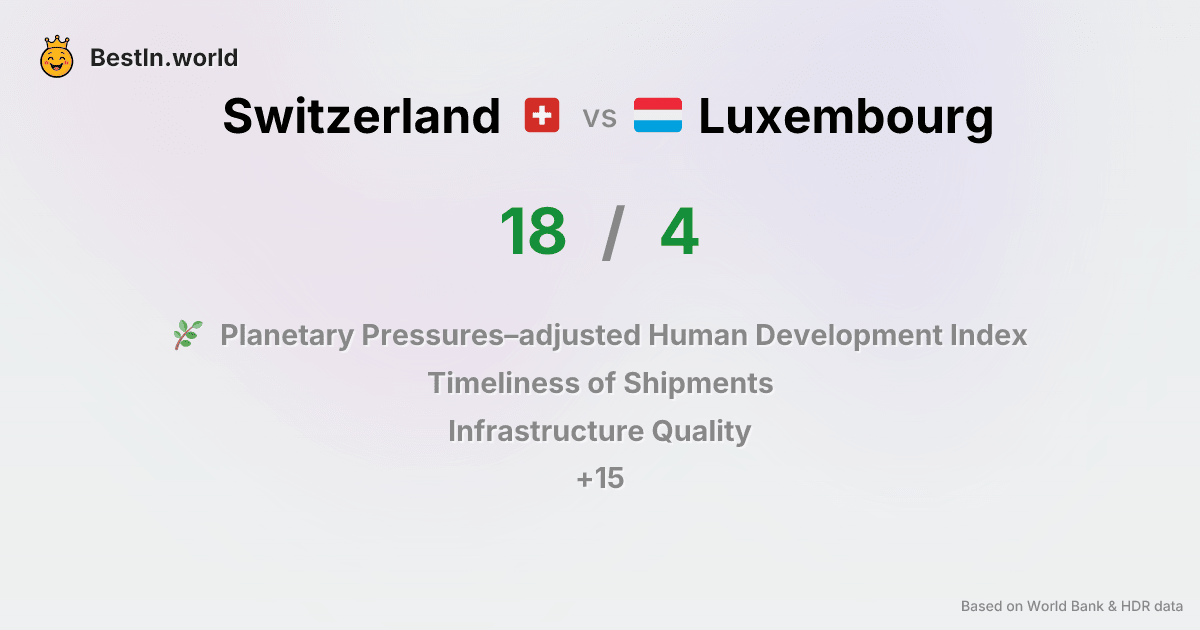 BestIn.world
Switzerland vs Luxembourg
18 / 4
Planetary Pressures–adjusted Human Development Index
Timeliness of Shipments
Infrastructure Quality
+15
Based on World Bank & HDR data